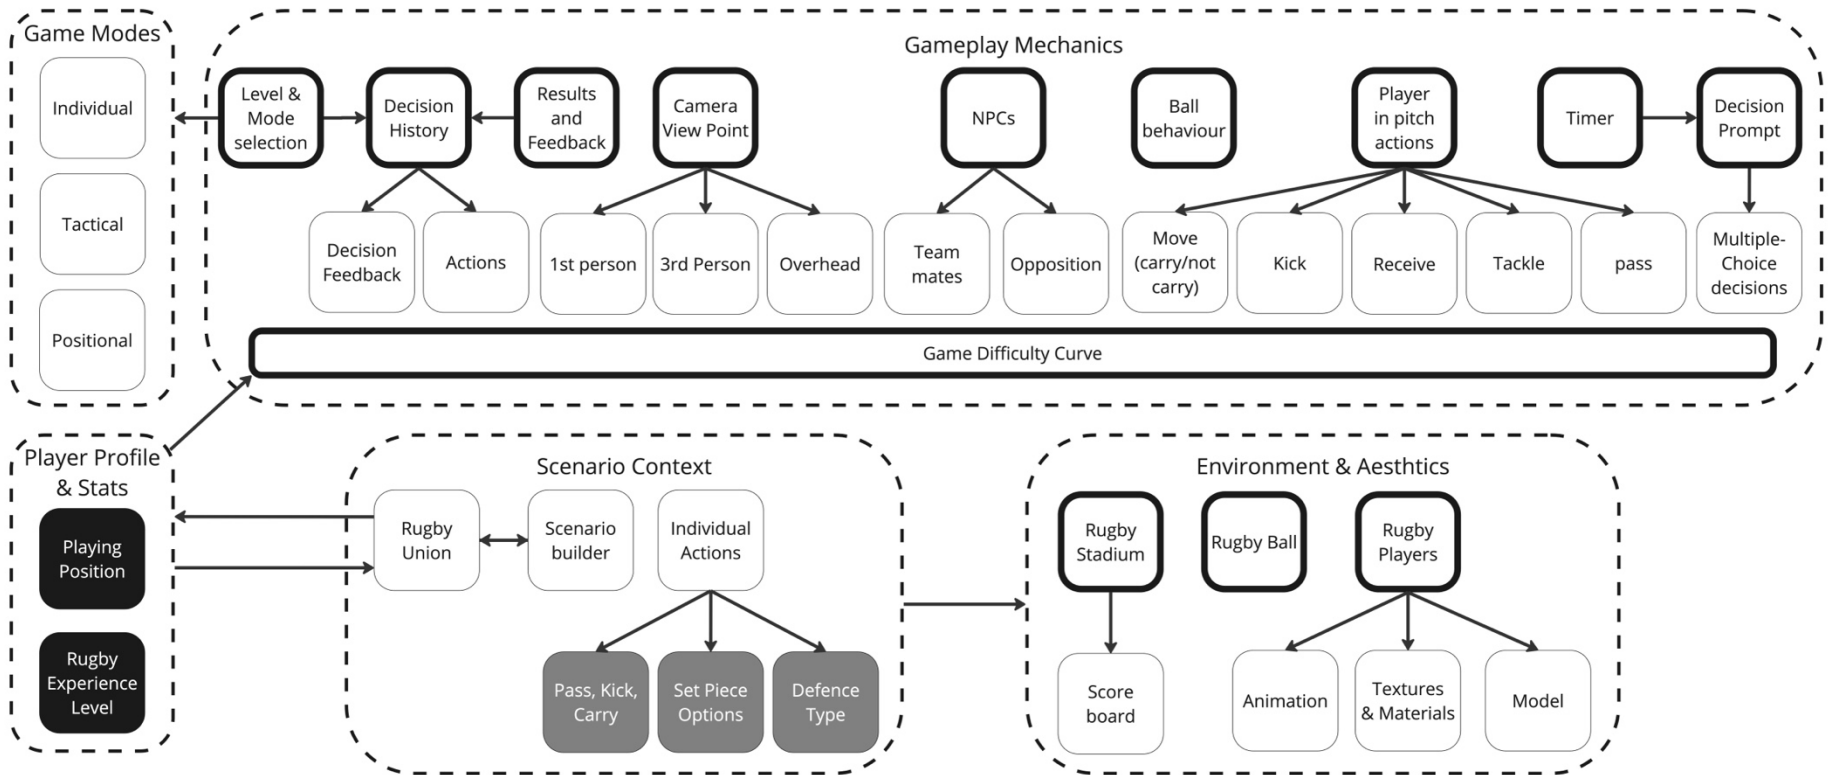 Game Modes
Individual
Tactical
Positional
Gameplay Mechanics
Level &
Mode
selection
Decision
History
Results
and
Feedback
Camera
View Point
NPCs
Ball
behaviour
Player
in pitch
actions
Timer
Decision
Prompt
Decision
Feedback
Actions
1st person
3rd Person
Overhead
Team
mates
Opposition
Move
(carry/not
carry)
Kick
Receive
Tackle
pass
Multiple-
Choice
decisions
Game Difficulty Curve
Player Profile
& Stats
Playing
Position
Rugby
Experience
Level
Scenario Context
Rugby
Union
Scenario
builder
Individual
Actions
Pass, Kick,
Carry
Set Piece
Options
Defence
Type
Environment & Aesthtics
Rugby
Stadium
Rugby Ball
Rugby
Players
Score
board
Animation
Textures
& Materials
Model